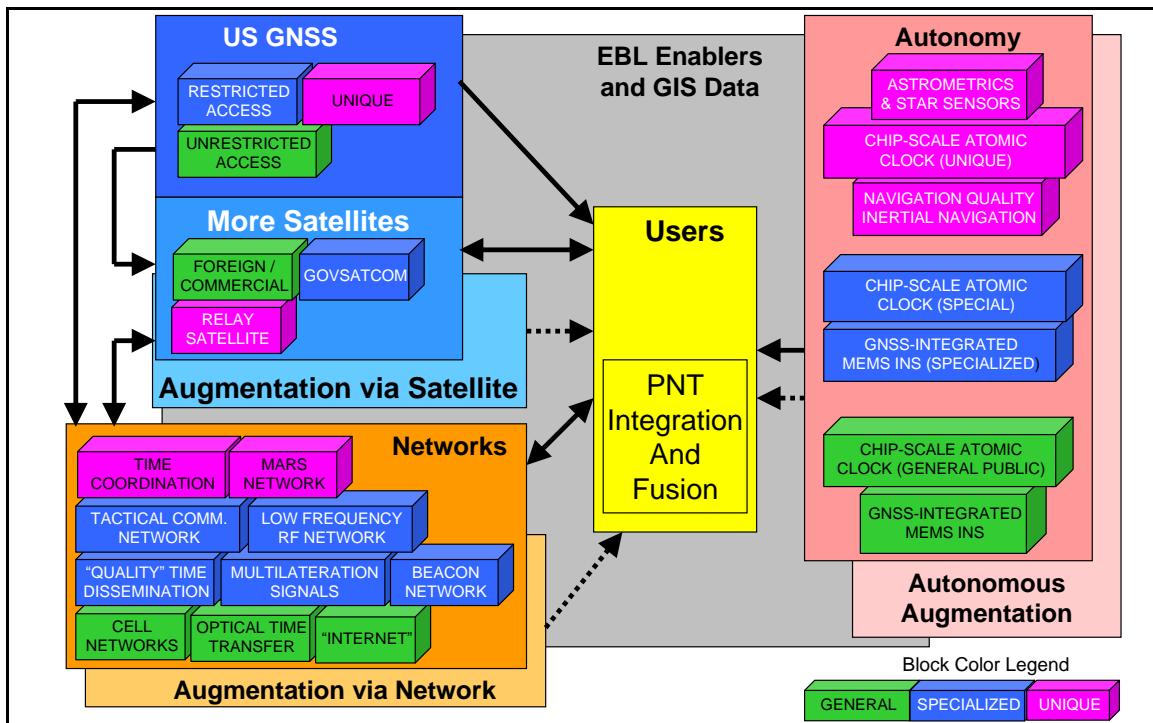 US GNSS
RESTRICTED
ACCESS
UNIQUE
UNRESTRICTED
ACCESS
More Satellites
FOREIGN /
COMMERCIAL
GOVSATCOM
RELAY
SATELLITE
Augmentation via Satellite
Networks
TIME
COORDINATION
MARS
NETWORK
TACTICAL COMM.
NETWORK
LOW FREQUENCY
RF NETWORK
“QUALITY” TIME
DISSEMINATION
MULTILATERATION
SIGNALS
BEACON
NETWORK
CELL
NETWORKS
OPTICAL TIME
TRANSFER
“INTERNET”
Augmentation via Network
EBL Enablers
and GIS Data
Users
PNT
Integration
And
Fusion
Autonomy
ASTROMETRICS
& STAR SENSORS
CHIP-SCALE ATOMIC
CLOCK (UNIQUE)
NAVIGATION QUALITY
INERTIAL NAVIGATION
CHIP-SCALE ATOMIC
CLOCK (SPECIAL)
GNSS-INTEGRATED
MEMS INS (SPECIALIZED)
CHIP-SCALE ATOMIC
CLOCK (GENERAL PUBLIC)
GNSS-INTEGRATED
MEMS INS
Autonomous
Augmentation
Block Color Legend
GENERAL
SPECIALIZED
UNIQUE